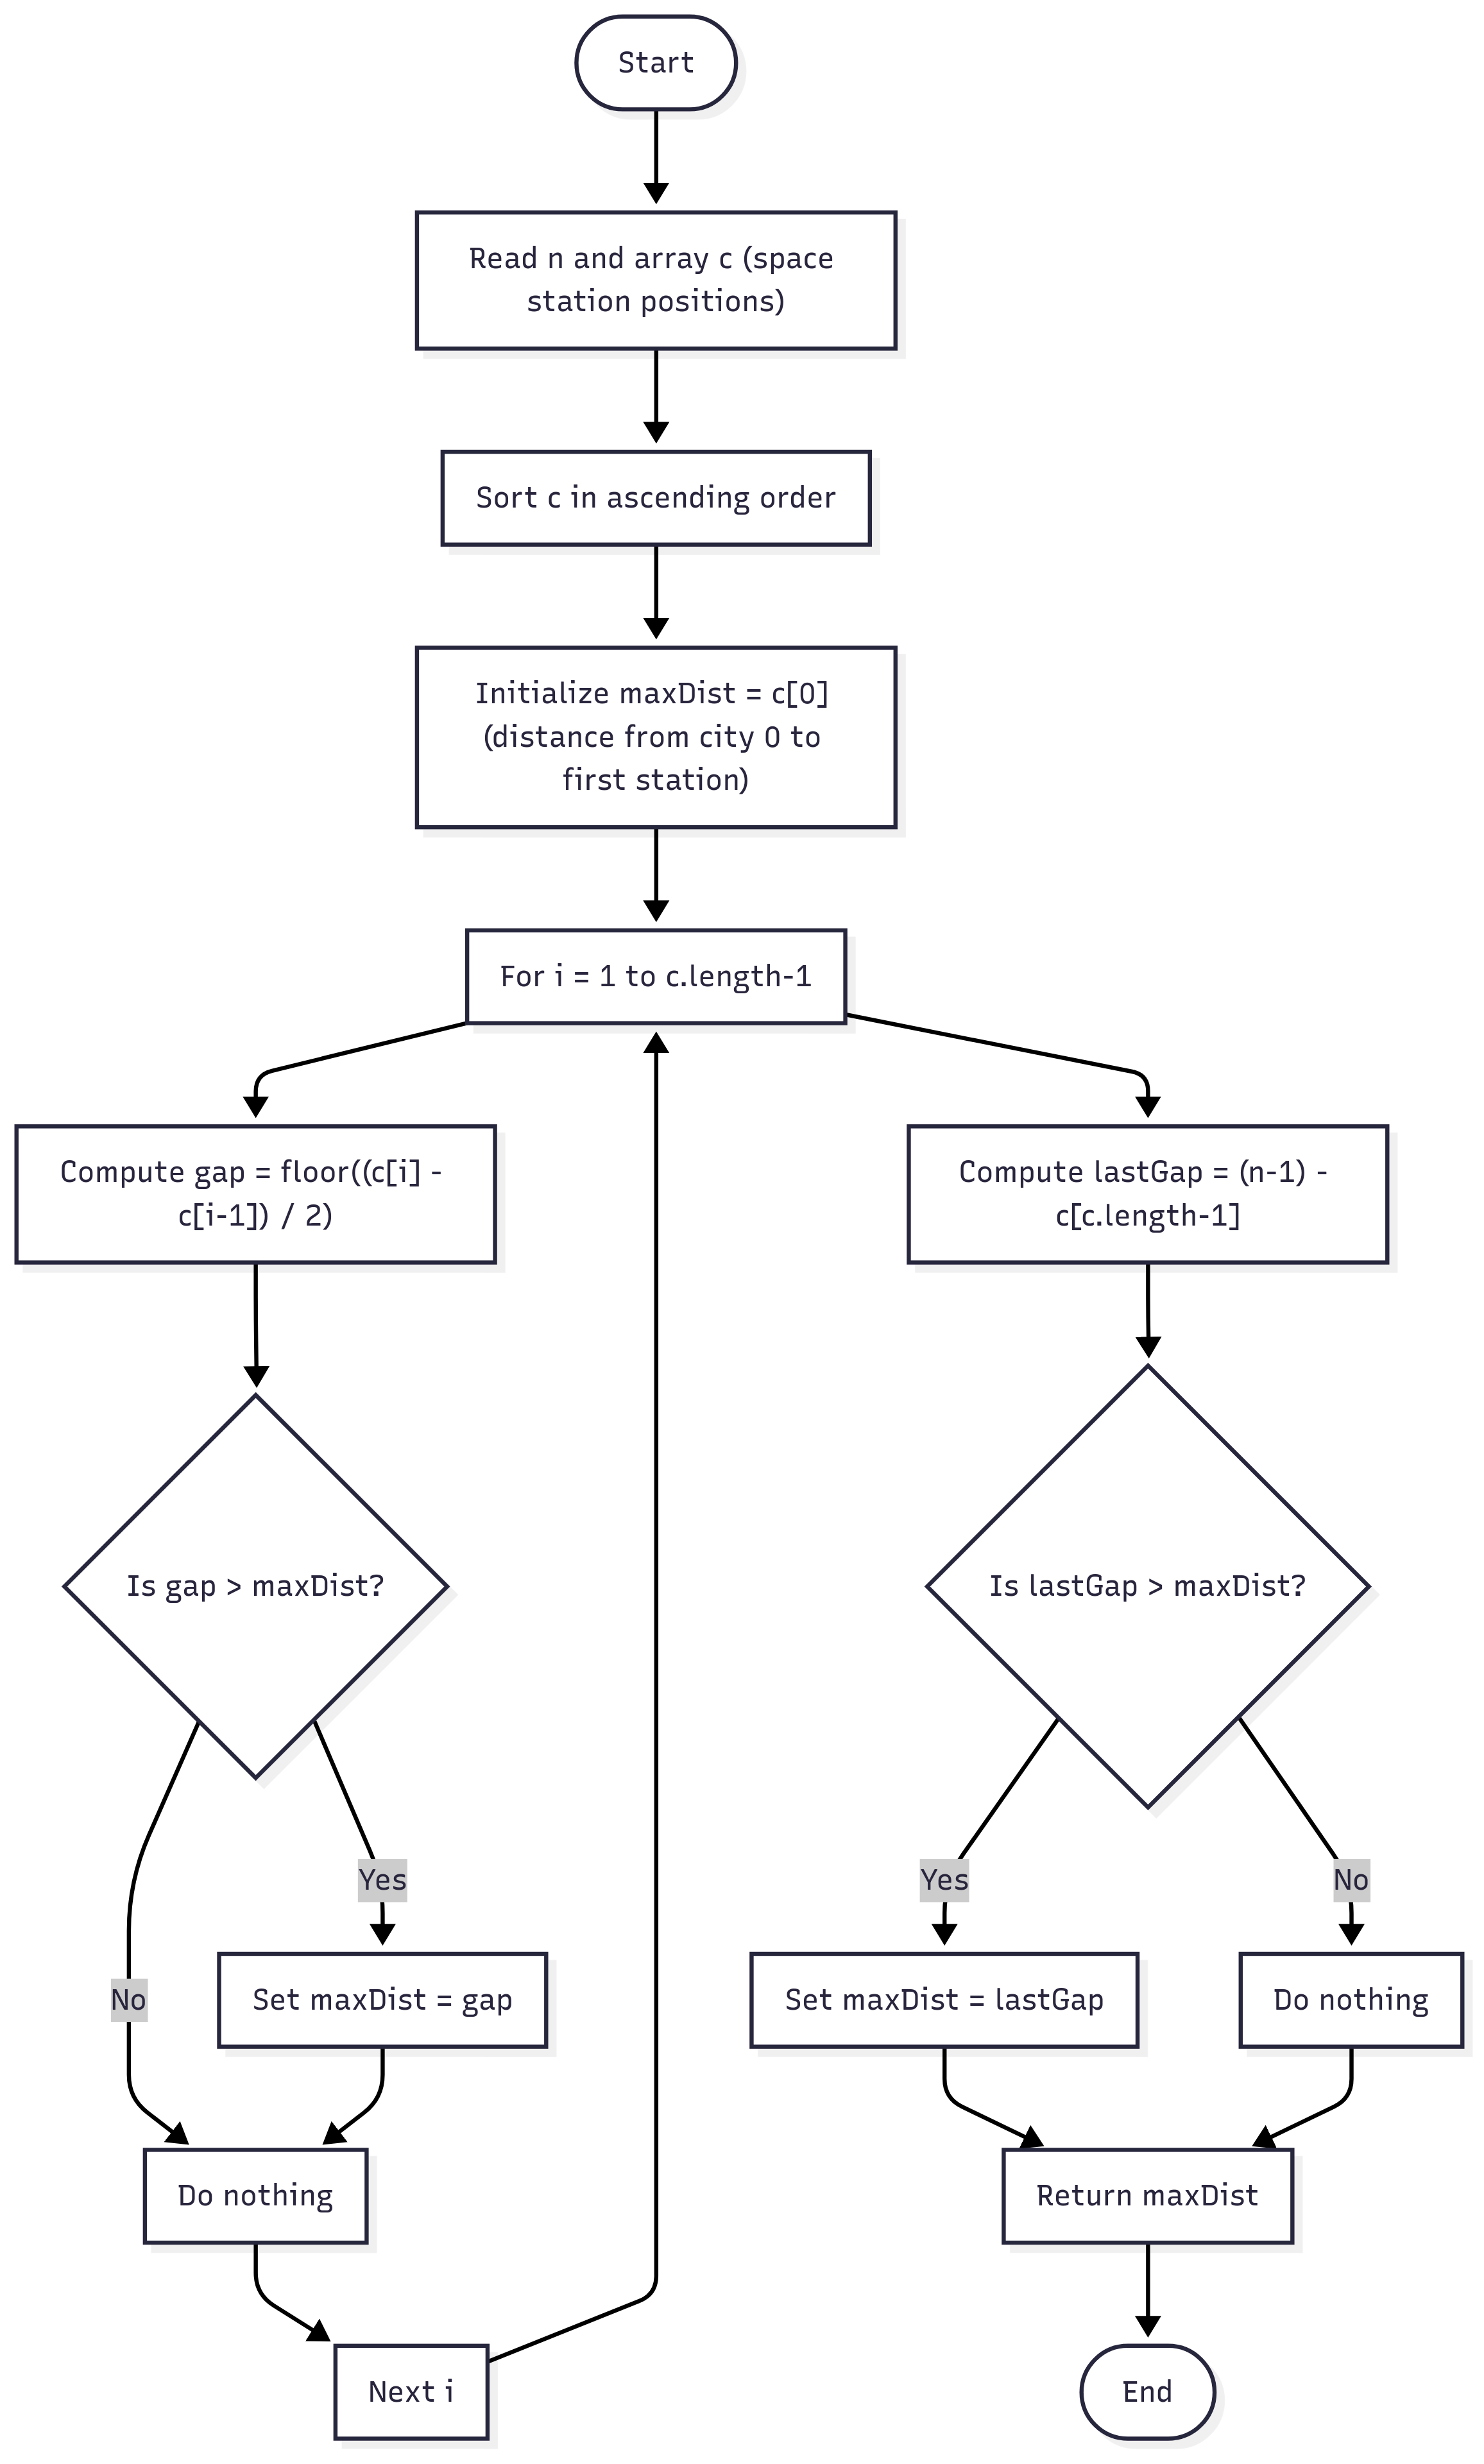 Start
Read n and array c (space
station positions)
Sort c in ascending order
Initialize maxDist = c[0]
(distance from city 0 to
first station)
For i = 1 to c.length-1
Compute gap = floor((c[i] -
c[i-1]) / 2)
Compute lastGap = (n-1) -
c[c.length-1]
Is gap > maxDist?
Is lastGap > maxDist?
Yes
Yes
No
No
Set maxDist = gap
Set maxDist = lastGap
Do nothing
Do nothing
Return maxDist
Next i
End